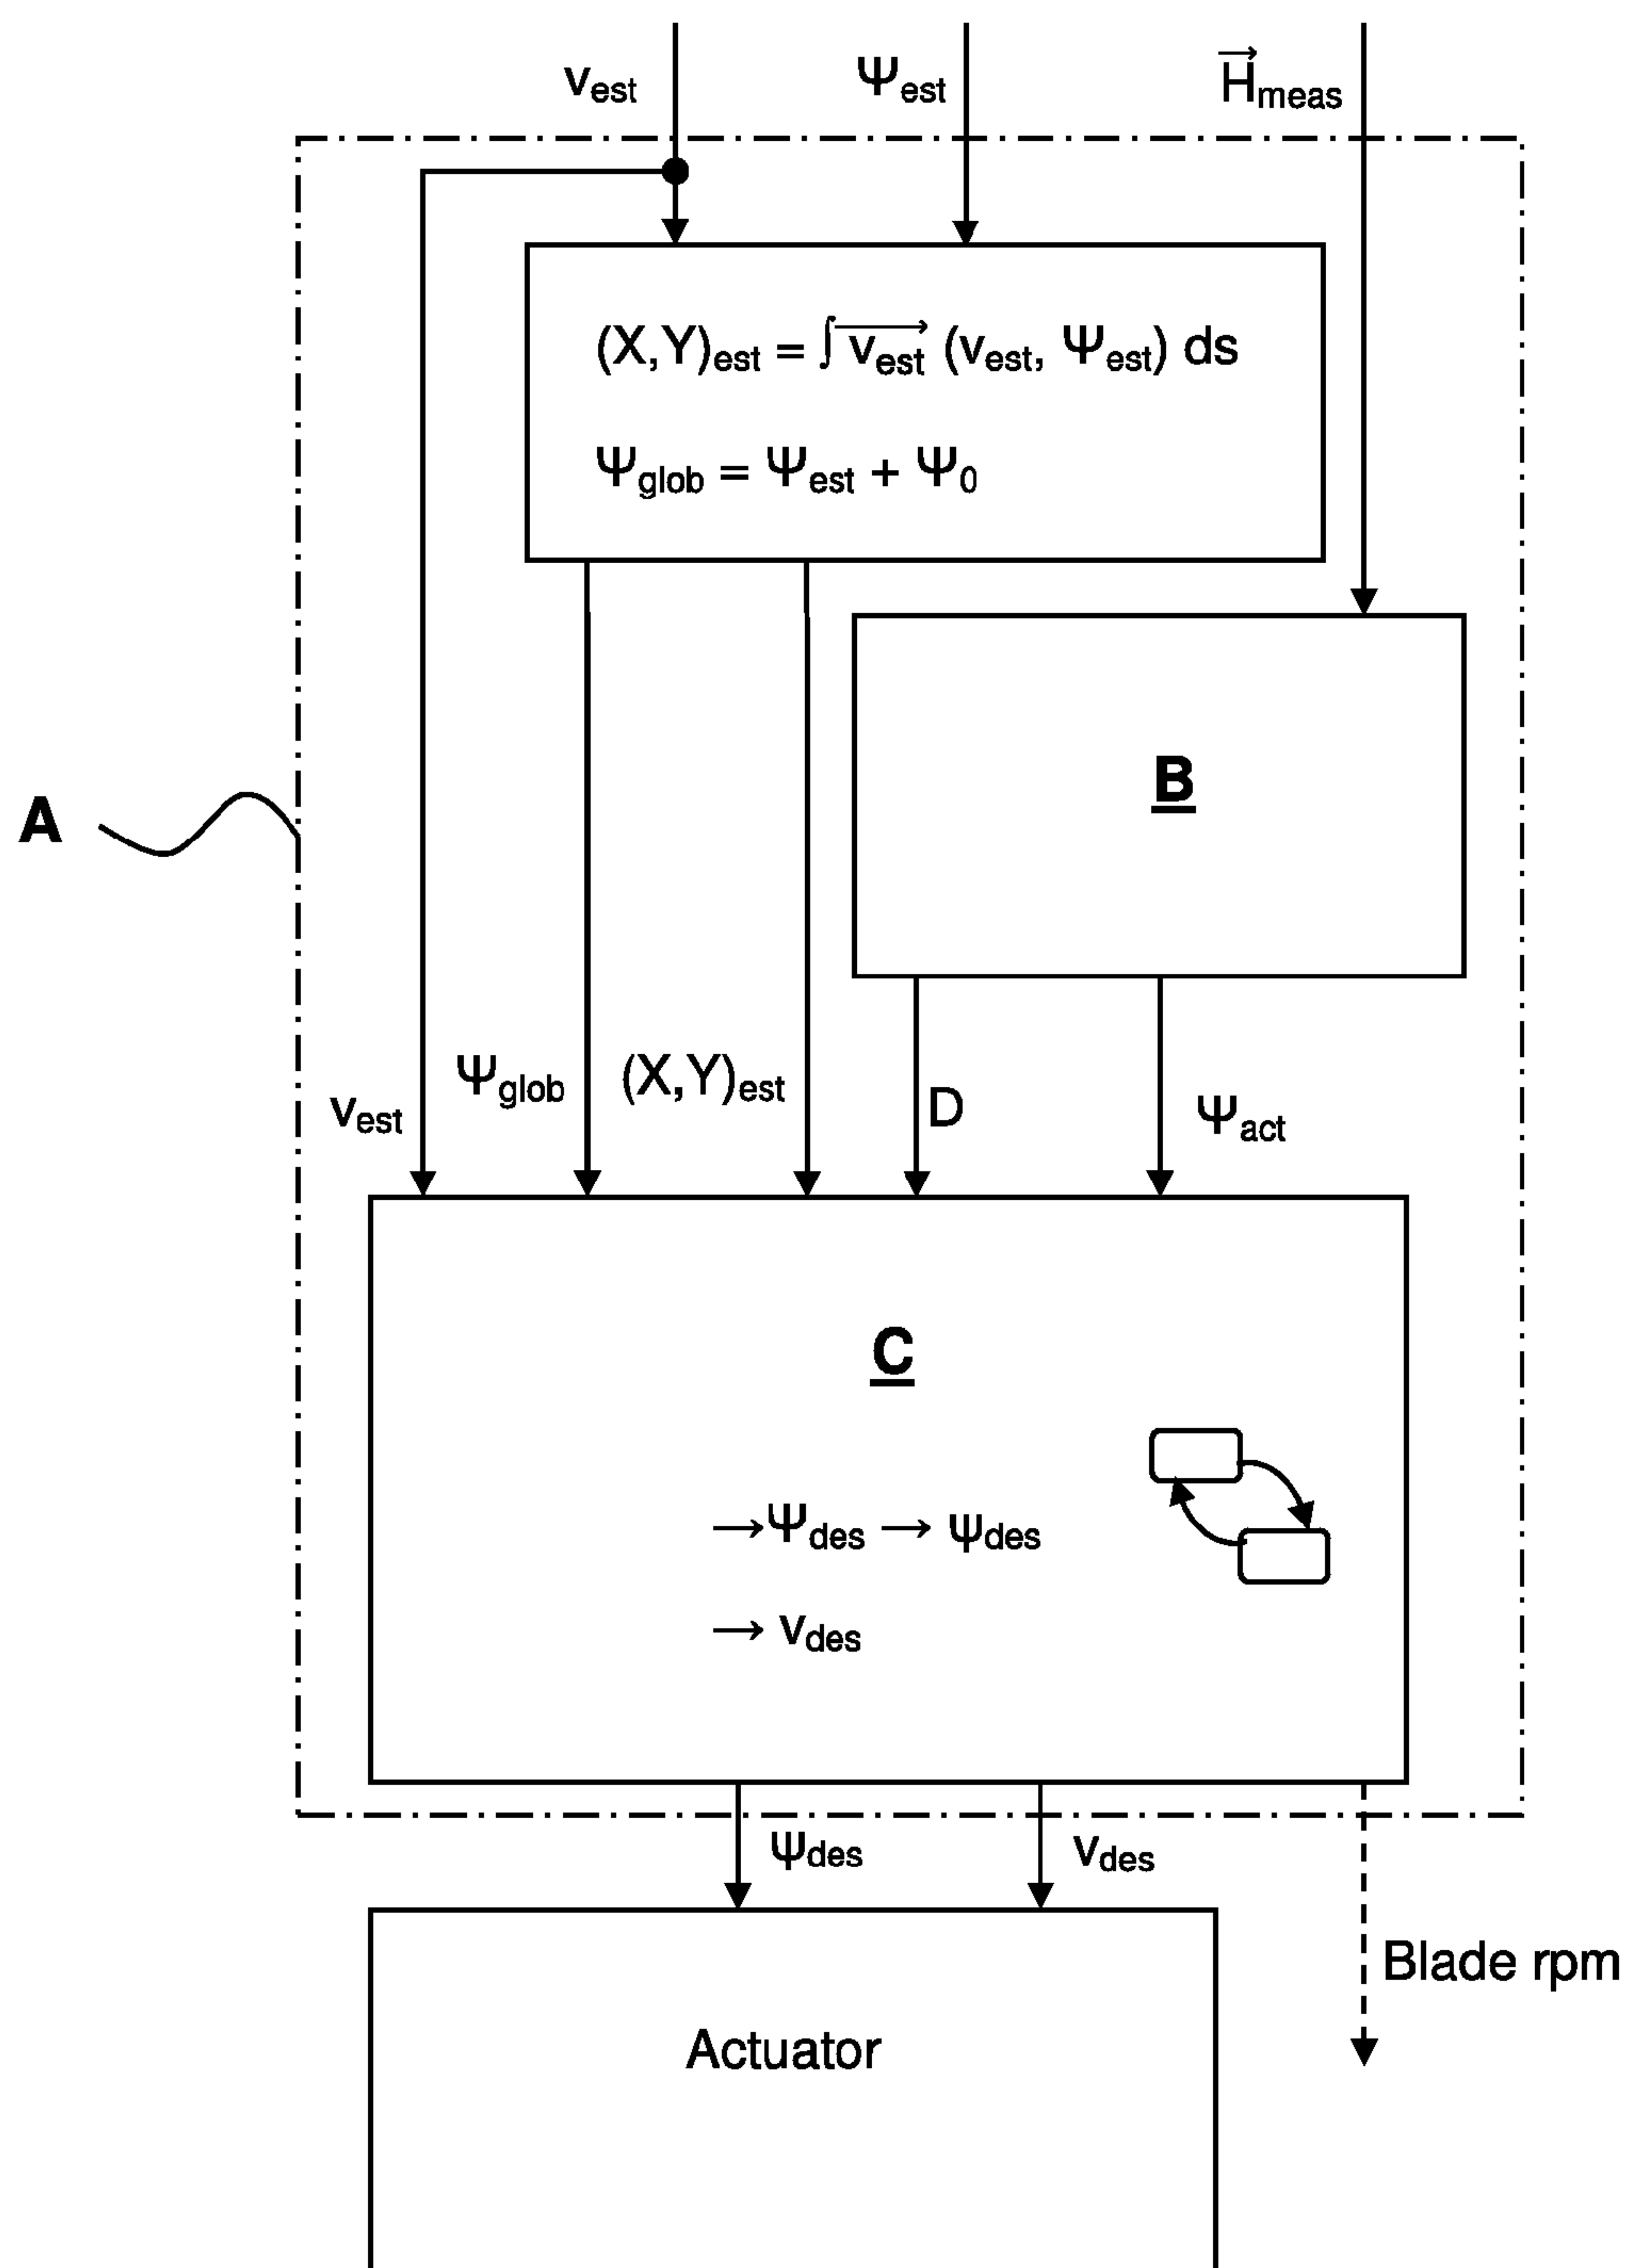 v_est
Ψ_est
H⃗_meas
(X,Y)_est = ∫ v_est⃗ (v_est, Ψ_est) ds
Ψ_glob = Ψ_est + Ψ_0
B
A
v_est
Ψ_glob
(X,Y)_est
D
Ψ_act
C
→Ψ_des → ψ_des
→ v_des
ψ_des
v_des
Blade rpm
Actuator